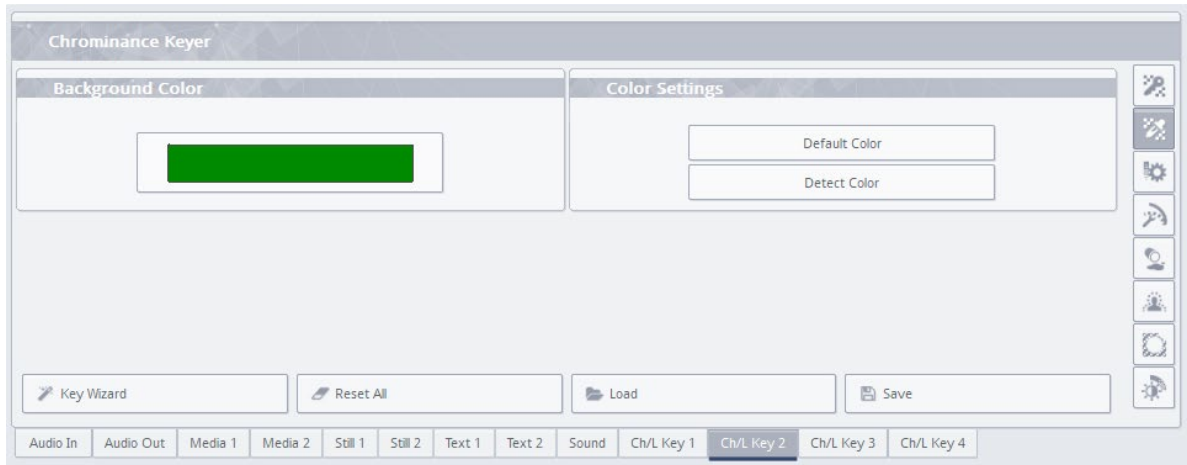 Chrominance Keyer
Background Color
Color Settings
Default Color
Detect Color
Key Wizard Reset All Load Save
Audio In Audio Out Media 1 Media 2 Still 1 Still 2 Text 1 Text 2 Sound Ch/L Key 1 Ch/L Key 2 Ch/L Key 3 Ch/L Key 4